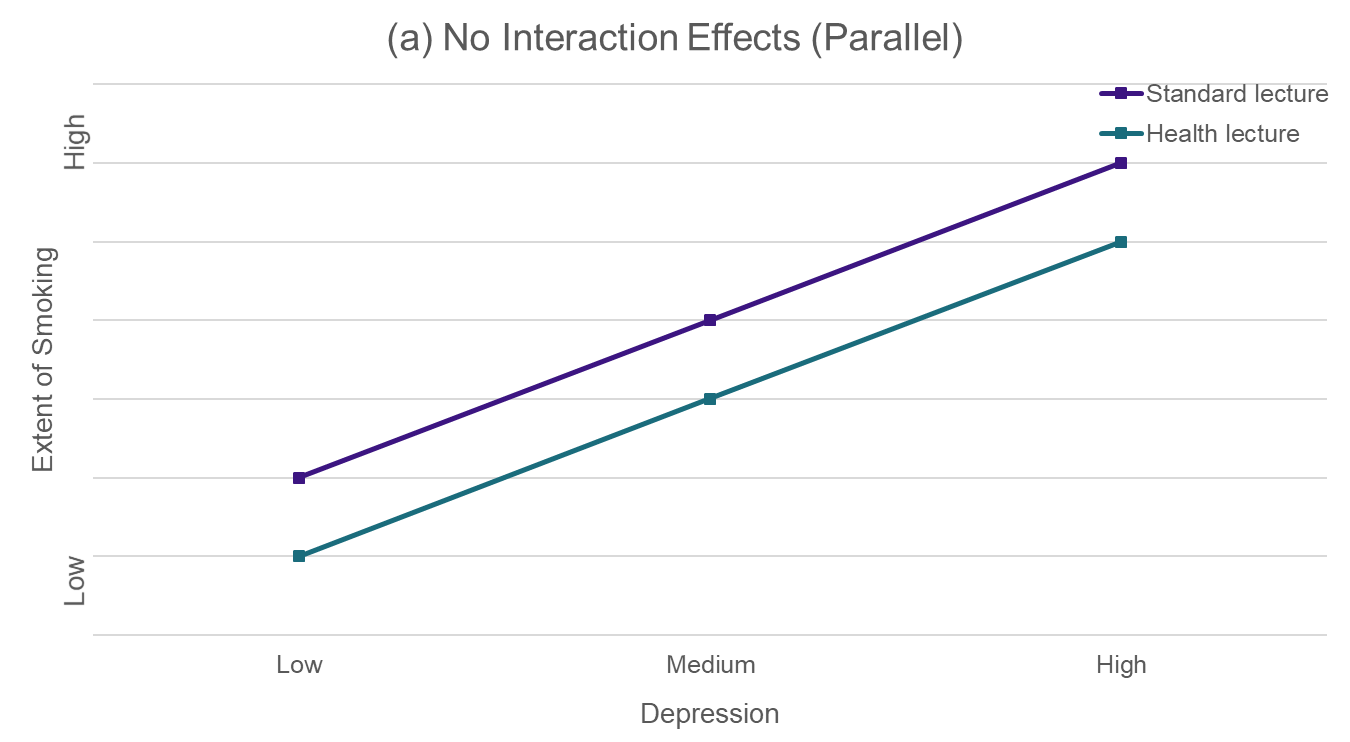 (a) No Interaction Effects (Parallel)
Standard lecture
Health lecture
High
Extent of Smoking
Low
Low Medium High
Depression